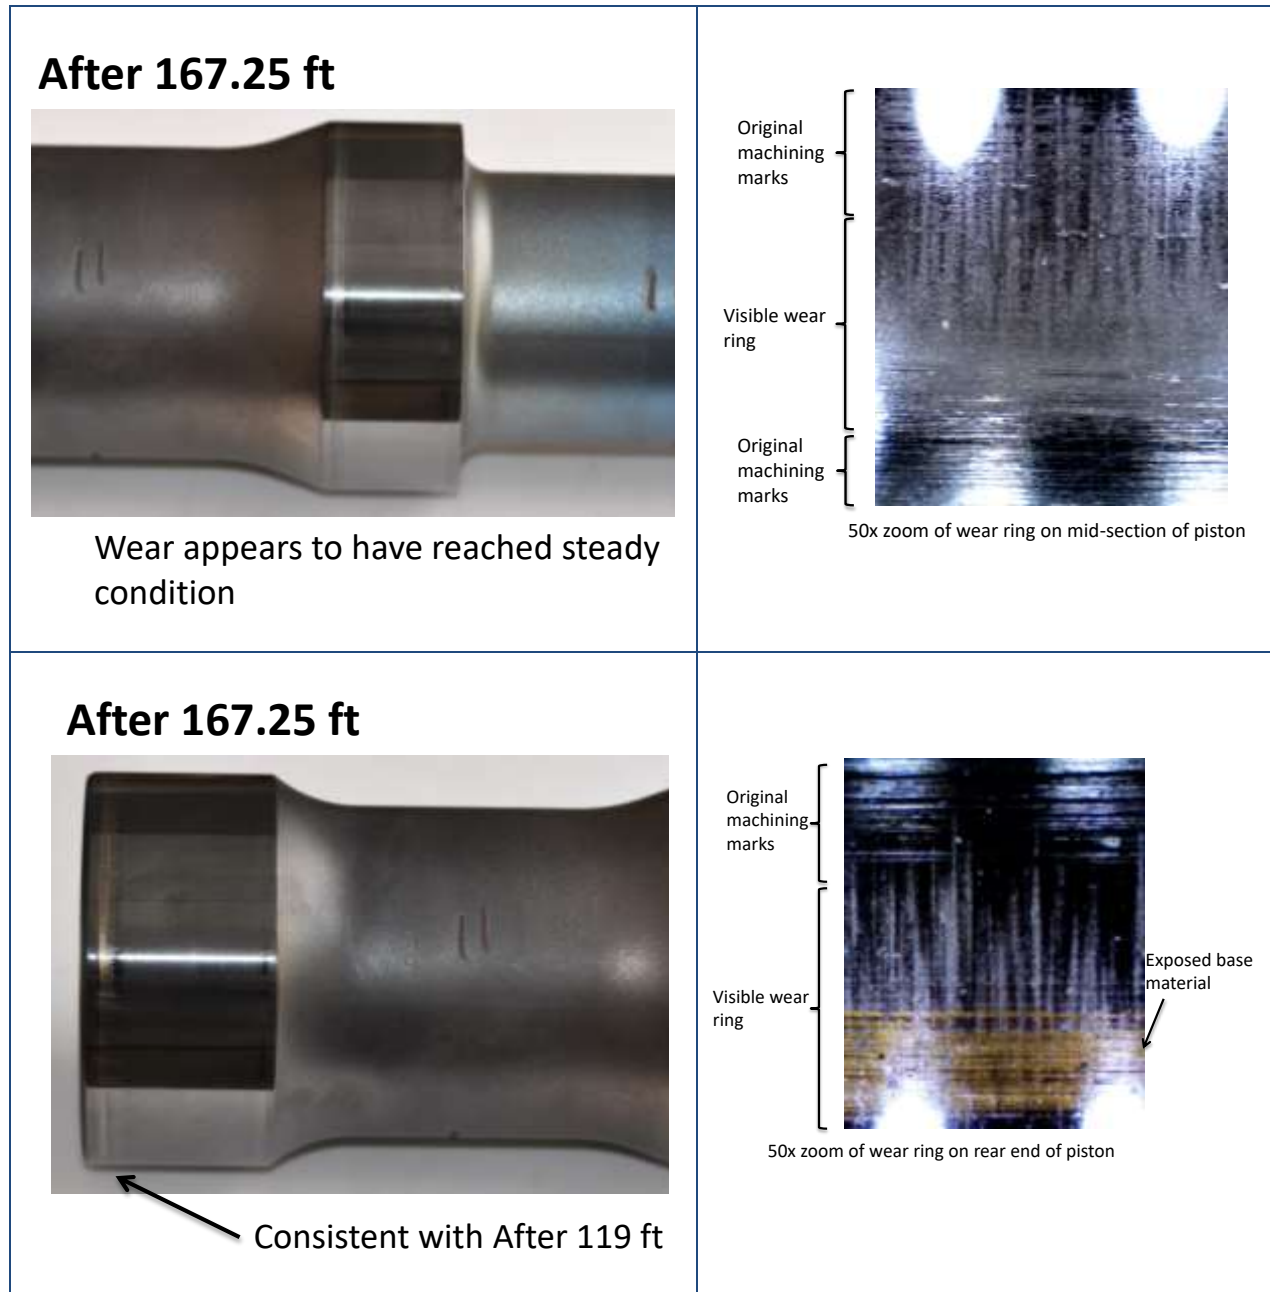 After 167.25 ft
Wear appears to have reached steady
condition
Original
machining
marks
Visible wear
ring
Original
machining
marks
50x zoom of wear ring on mid-section of piston
After 167.25 ft
Consistent with After 119 ft
Original
machining
marks
Visible wear
ring
Exposed base
material
50x zoom of wear ring on rear end of piston